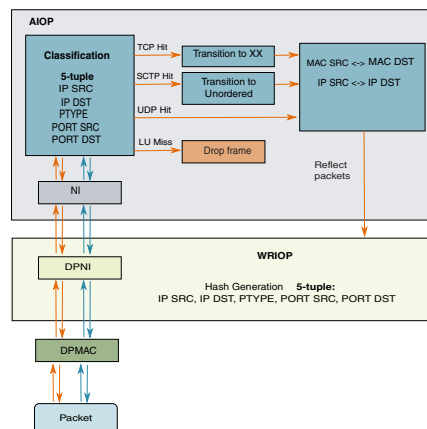 AIOP
Classification
5-tuple
IP SRC
IP DST
PTYPE
PORT SRC
PORT DST
TCP Hit
Transition to XX
SCTP Hit
Transition to
Unordered
UDP Hit
LU Miss
Drop frame
MAC SRC <-> MAC DST
IP SRC <-> IP DST
Reflect
packets
NI
WRIOP
DPNI
Hash Generation 5-tuple:
IP SRC, IP DST, PTYPE, PORT SRC, PORT DST
DPMAC
Packet